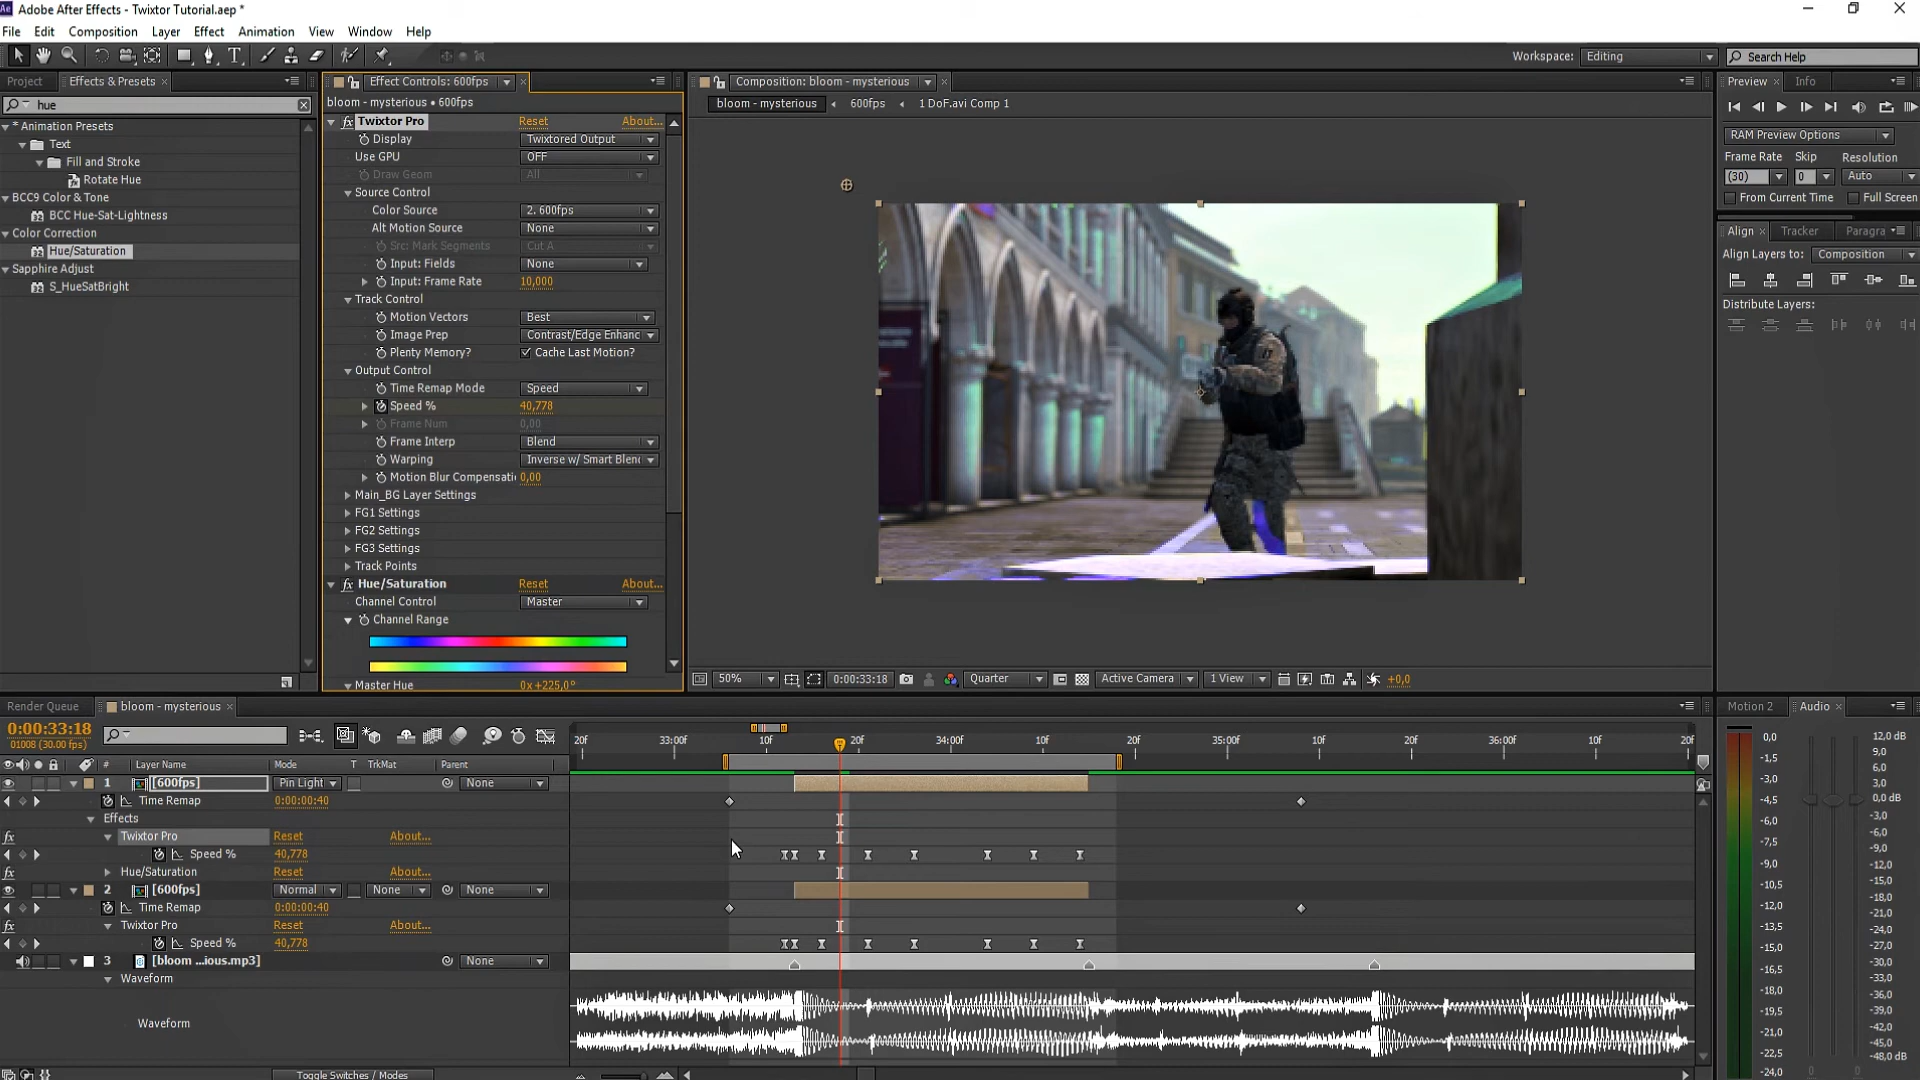 Adobe After Effects - Twixtor Tutorial.aep *
File Edit Composition Layer Effect Animation View Window Help
Workspace: Editing Search Help
Project Effects & Presets
hue
* Animation Presets
Text
Fill and Stroke
Rotate Hue
BCC9 Color & Tone
BCC Hue-Sat-Lightness
Color Correction
Hue/Saturation
Sapphire Adjust
S_HueSatBright
Effect Controls: 600fps
bloom - mysterious • 600fps
Twixtor Pro Reset About...
Display Twixtored Output
Use GPU OFF
Draw Geom All
Source Control
Color Source 2. 600fps
Alt Motion Source None
Src: Mark Segments Cut A
Input: Fields None
Input: Frame Rate 10,000
Track Control
Motion Vectors Best
Image Prep Contrast/Edge Enhanc
Plenty Memory? Cache Last Motion?
Output Control
Time Remap Mode Speed
Speed % 40,778
Frame Num 0,00
Frame Interp Blend
Warping Inverse w/ Smart Blend
Motion Blur Compensati 0,00
Main_BG Layer Settings
FG1 Settings
FG2 Settings
FG3 Settings
Track Points
Hue/Saturation Reset About...
Channel Control Master
Channel Range
Master Hue 0x +225,0°
Composition: bloom - mysterious
bloom - mysterious 600fps 1 DoF.avi Comp 1
50% 0:00:33:18 Quarter Active Camera 1 View +0,0
Preview Info
RAM Preview Options
Frame Rate Skip Resolution
(30) 0 Auto
From Current Time Full Screen
Align Tracker Paragra
Align Layers to: Composition
Distribute Layers:
Render Queue bloom - mysterious
0:00:33:18
01008 (30.00 fps)
20f 33:00f 10f 20f 34:00f 10f 20f 35:00f 10f 20f 36:00f 10f 20f
# Layer Name Mode T TrkMat Parent
1 [600fps] Pin Light None
Time Remap 0:00:00:40
Effects
Twixtor Pro Reset About...
Speed % 40,778
Hue/Saturation Reset About...
2 [600fps] Normal None None
Time Remap 0:00:00:40
Twixtor Pro Reset About...
Speed % 40,778
3 [bloom ...ious.mp3] None
Waveform
Waveform
Toggle Switches / Modes
Motion 2 Audio
0,0
-1,5
-3,0
-4,5
-6,0
-7,5
-9,0
-10,5
-12,0
-13,5
-15,0
-16,5
-18,0
-19,5
-21,0
-22,5
-24,0
12,0 dB
9,0
6,0
3,0
0,0 dB
-3,0
-6,0
-9,0
-12,0
-15,0
-18,0
-21,0
-24,0
-27,0
-30,0
-33,0
-36,0
-39,0
-42,0
-45,0
-48,0 dB
0 0